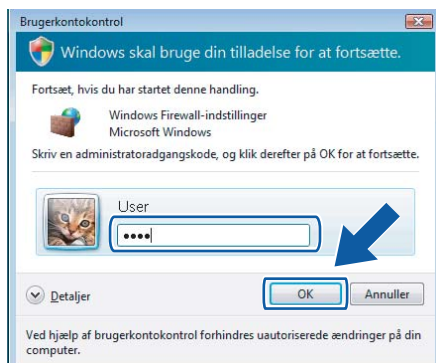 Brugerkontokontrol
Windows skal bruge din tilladelse for at fortsætte.
Fortsæt, hvis du har startet denne handling.
Windows Firewall-indstillinger
Microsoft Windows
Skriv en administratoradgangskode, og klik derefter på OK for at fortsætte.
User
••••
Detaljer
OK
Annuller
Ved hjælp af brugerkontokontrol forhindres uautoriserede ændringer på din
computer.